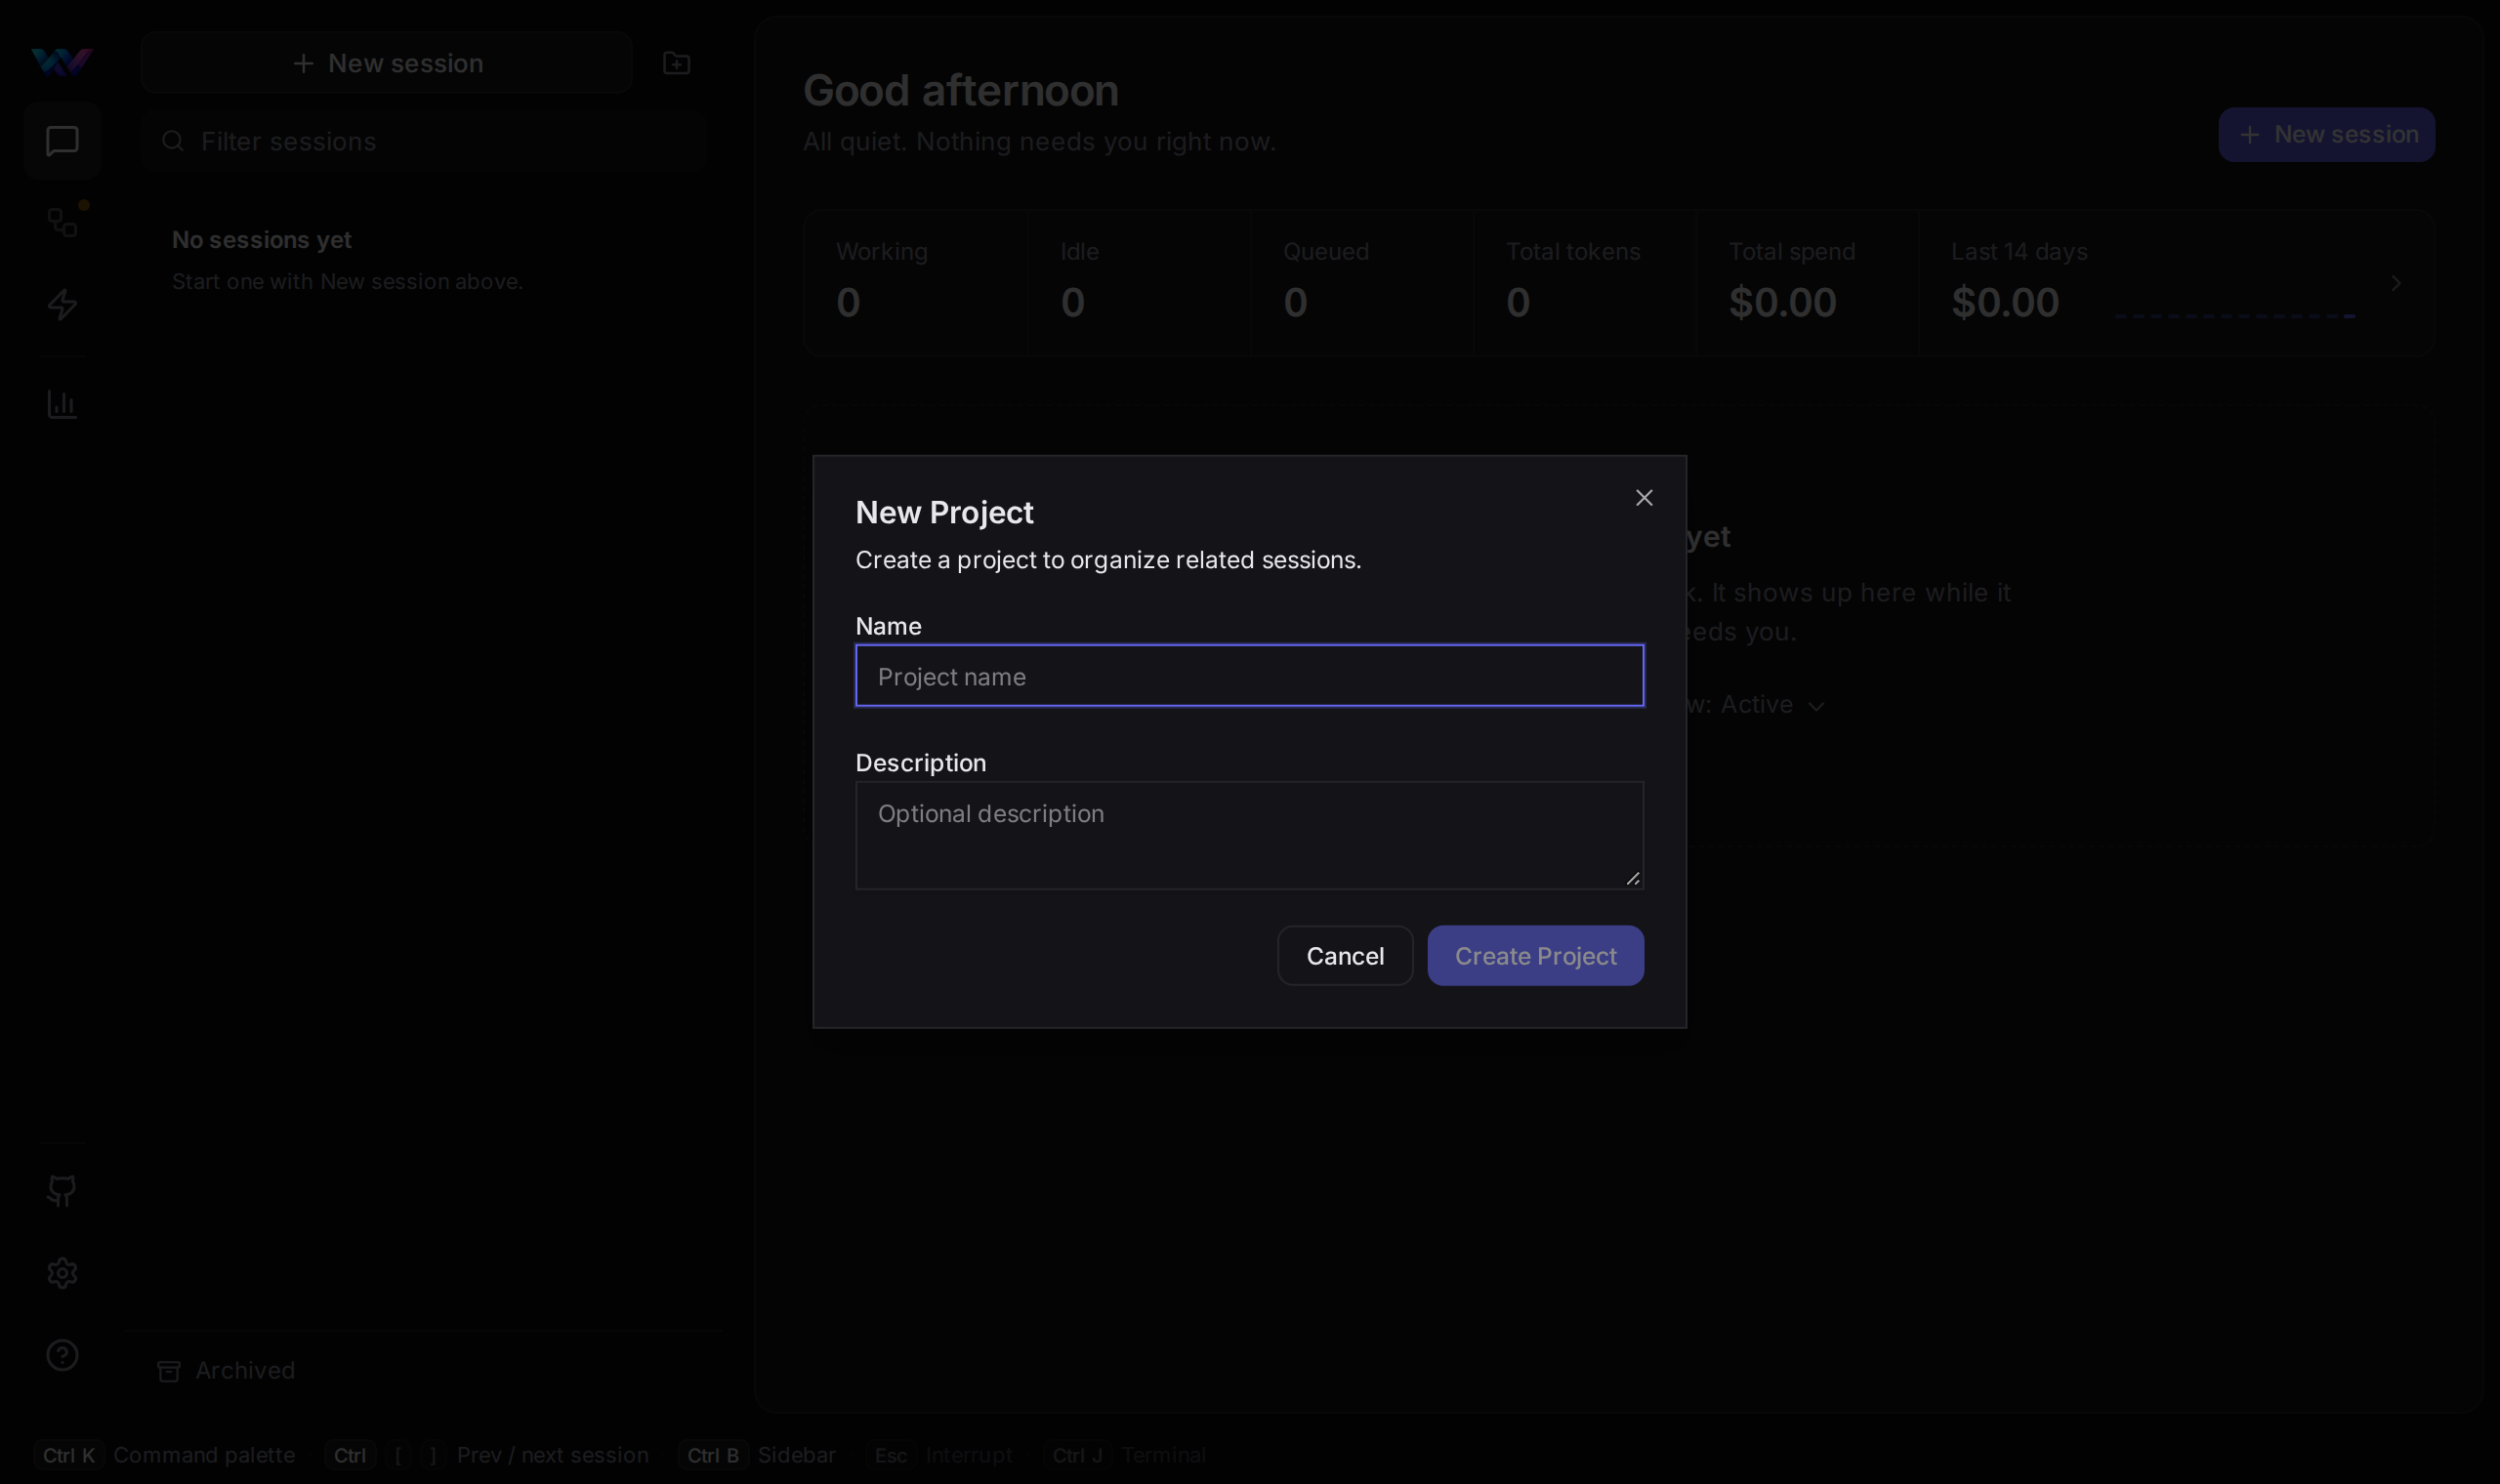 New session
Filter sessions
No sessions yet
Start one with New session above.
Archived
Good afternoon
All quiet. Nothing needs you right now.
New session
Working
0
Idle
0
Queued
0
Total tokens
0
Total spend
$0.00
Last 14 days
$0.00
yet
. It shows up here while it
eeds you.
w: Active
New Project
Create a project to organize related sessions.
Name
Project name
Description
Optional description
Cancel
Create Project
Ctrl K Command palette Ctrl [ ] Prev / next session Ctrl B Sidebar Esc Interrupt Ctrl J Terminal